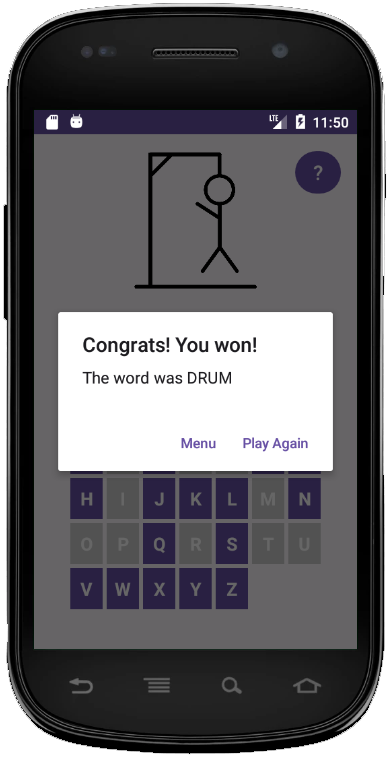 LTE 11:50
?
Congrats! You won!
The word was DRUM
Menu Play Again
H I J K L M N
O P Q R S T U
V W X Y Z